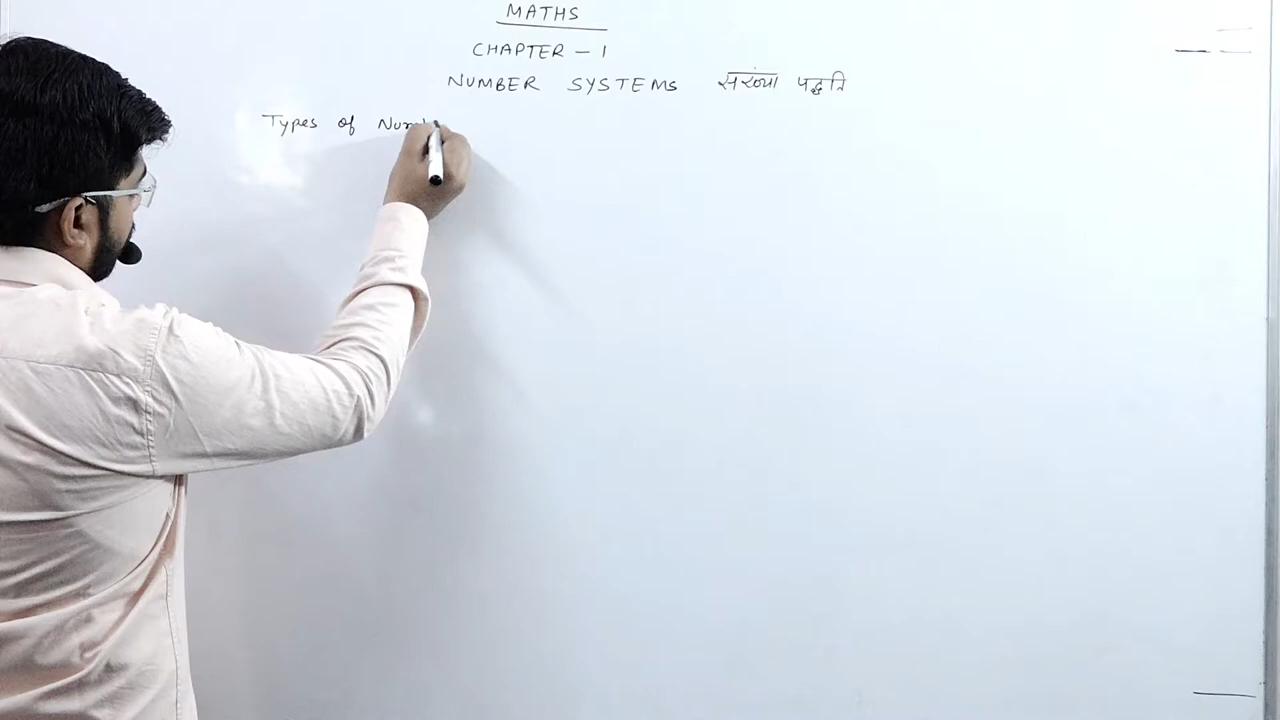 MATHS
CHAPTER - 1
NUMBER SYSTEMS संख्या पद्धति
Types of